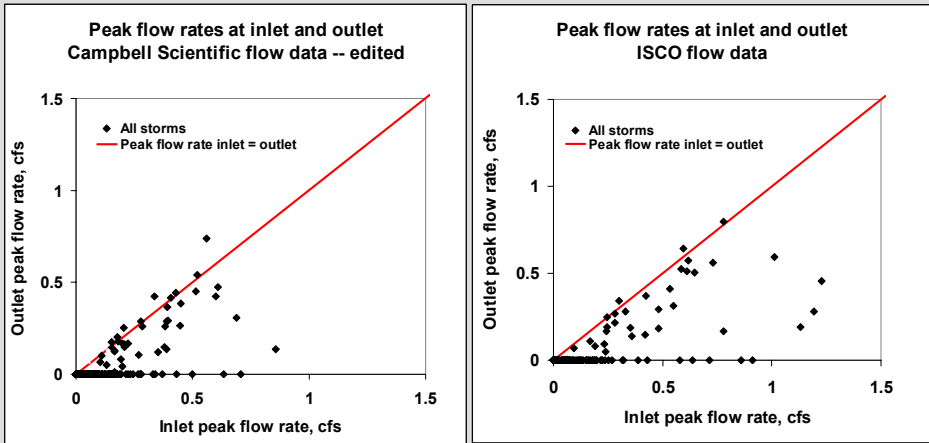 Peak flow rates at inlet and outlet
Campbell Scientific flow data -- edited
1.5
1
0.5
0
0
0.5
1
1.5
All storms
Peak flow rate inlet = outlet
Outlet peak flow rate, cfs
Inlet peak flow rate, cfs
Peak flow rates at inlet and outlet
ISCO flow data
1.5
1
0.5
0
0
0.5
1
1.5
All storms
Peak flow rate inlet = outlet
Outlet peak flow rate, cfs
Inlet peak flow rate, cfs